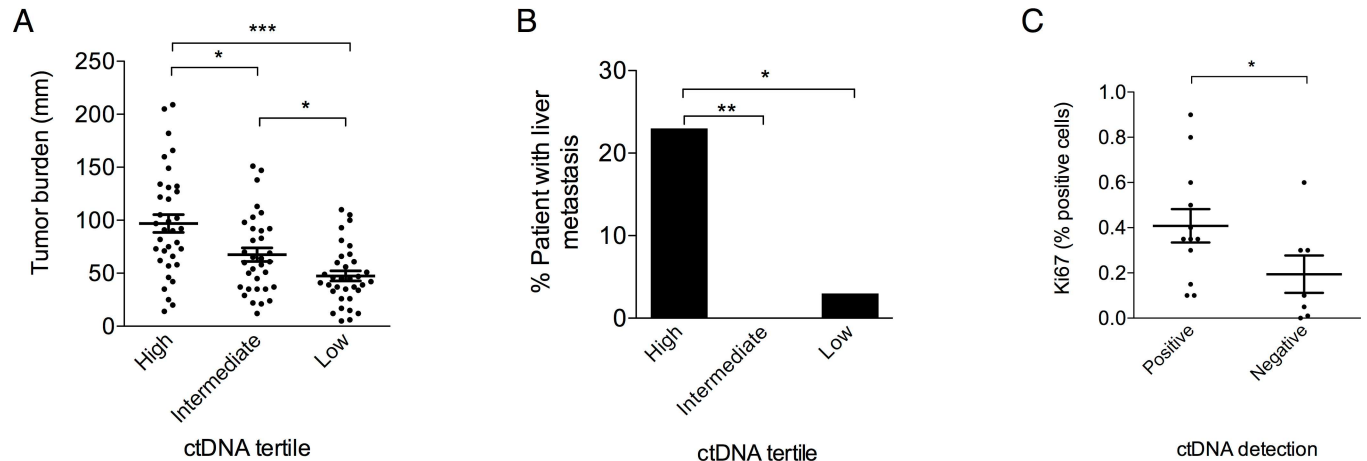 A
Tumor burden (mm)
250
200
150
100
50
0
***
*
*
High
Intermediate
Low
ctDNA tertile
B
% Patient with liver
metastasis
30
20
10
0
*
**
High
Intermediate
Low
ctDNA tertile
C
Ki67 (% positive cells)
1.0
0.8
0.6
0.4
0.2
0.0
*
Positive
Negative
ctDNA detection